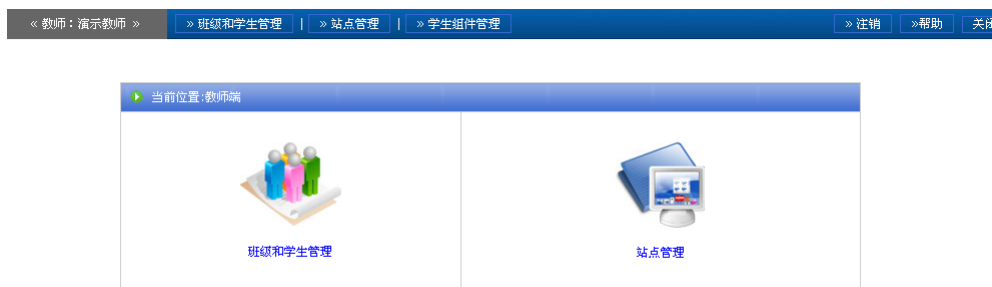 « 教师：演示教师 » » 班级和学生管理 | » 站点管理 | » 学生组件管理 » 注销 »帮助 关闭
当前位置:教师端
班级和学生管理 站点管理